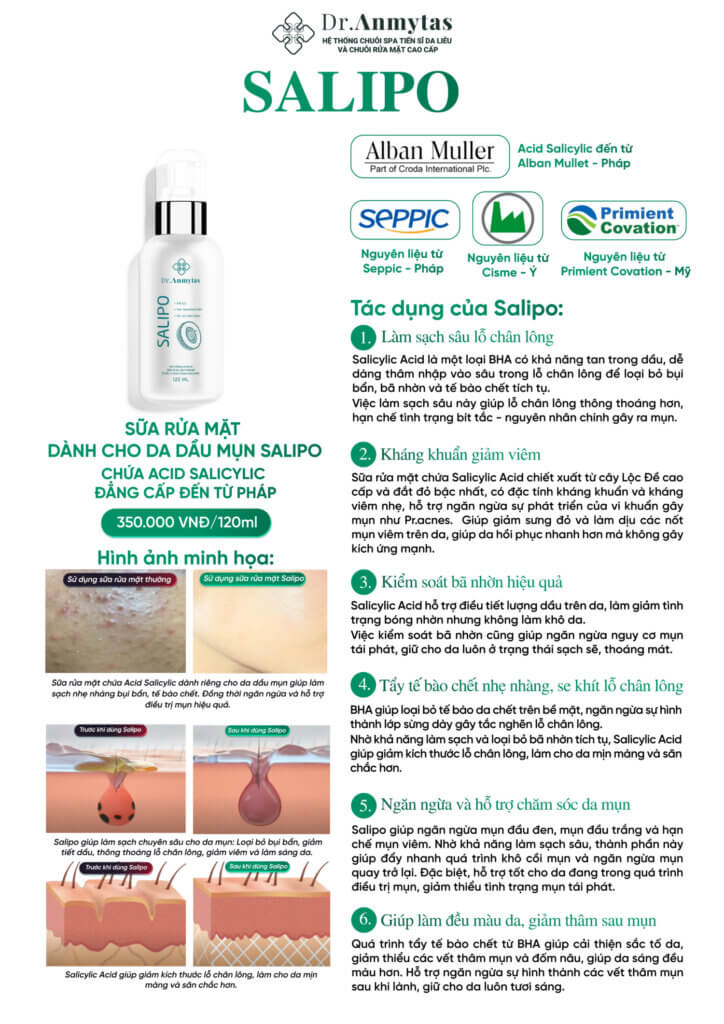 Dr.Anmytas
HỆ THỐNG CHUỖI SPA TIẾN SĨ DA LIỄU
VÀ CHUỖI RỬA MẶT CAO CẤP
SALIPO
Dr.Anmytas
SALIPO
120 ML
SỮA RỬA MẶT
DÀNH CHO DA DẦU MỤN SALIPO
CHỨA ACID SALICYLIC
ĐẲNG CẤP ĐẾN TỪ PHÁP
350.000 VNĐ/120ml
Hình ảnh minh họa:
Sử dụng sữa rửa mặt thường
Sử dụng sữa rửa mặt Salipo
Sữa rửa mặt chứa Acid Salicylic dành riêng cho da dầu mụn giúp làm
sạch nhẹ nhàng bụi bẩn, tế bào chết. Đồng thời ngăn ngừa và hỗ trợ
điều trị mụn hiệu quả.
Trước khi dùng Salipo
Sau khi dùng Salipo
Salipo giúp làm sạch chuyên sâu cho da mụn: Loại bỏ bụi bẩn, giảm
tiết dầu, thông thoáng lỗ chân lông, giảm viêm và làm sáng da.
Trước khi dùng Salipo
Sau khi dùng Salipo
Salicylic Acid giúp giảm kích thước lỗ chân lông, làm cho da mịn
màng và săn chắc hơn.
Alban Muller
Part of Croda International Plc.
Acid Salicylic đến từ
Alban Mullet - Pháp
SEPPIC
Primient
Covation
Nguyên liệu từ
Seppic - Pháp
Nguyên liệu từ
Cisme - Ý
Nguyên liệu từ
Primient Covation - Mỹ
Tác dụng của Salipo:
1. Làm sạch sâu lỗ chân lông
Salicylic Acid là một loại BHA có khả năng tan trong dầu, dễ
dàng thâm nhập vào sâu trong lỗ chân lông để loại bỏ bụi
bẩn, bã nhờn và tế bào chết tích tụ.
Việc làm sạch sâu này giúp lỗ chân lông thông thoáng hơn,
hạn chế tình trạng bít tắc - nguyên nhân chính gây ra mụn.
2. Kháng khuẩn giảm viêm
Sữa rửa mặt chứa Salicylic Acid chiết xuất từ cây Lộc Đề cao
cấp và đắt đỏ bậc nhất, có đặc tính kháng khuẩn và kháng
viêm nhẹ, hỗ trợ ngăn ngừa sự phát triển của vi khuẩn gây
mụn như Pr.acnes. Giúp giảm sưng đỏ và làm dịu các nốt
mụn viêm trên da, giúp da hồi phục nhanh hơn mà không gây
kích ứng mạnh.
3. Kiểm soát bã nhờn hiệu quả
Salicylic Acid hỗ trợ điều tiết lượng dầu trên da, làm giảm tình
trạng bóng nhờn nhưng không làm khô da.
Việc kiểm soát bã nhờn cũng giúp ngăn ngừa nguy cơ mụn
tái phát, giữ cho da luôn ở trạng thái sạch sẽ, thoáng mát.
4. Tẩy tế bào chết nhẹ nhàng, se khít lỗ chân lông
BHA giúp loại bỏ tế bào da chết trên bề mặt, ngăn ngừa sự hình
thành lớp sừng dày gây tắc nghẽn lỗ chân lông.
Nhờ khả năng làm sạch và loại bỏ bã nhờn tích tụ, Salicylic Acid
giúp giảm kích thước lỗ chân lông, làm cho da mịn màng và săn
chắc hơn.
5. Ngăn ngừa và hỗ trợ chăm sóc da mụn
Salipo giúp ngăn ngừa mụn đầu đen, mụn đầu trắng và hạn
chế mụn viêm. Nhờ khả năng làm sạch sâu, thành phần này
giúp đẩy nhanh quá trình khô cồi mụn và ngăn ngừa mụn
quay trở lại. Đặc biệt, hỗ trợ tốt cho da đang trong quá trình
điều trị mụn, giảm thiểu tình trạng mụn tái phát.
6. Giúp làm đều màu da, giảm thâm sau mụn
Quá trình tẩy tế bào chết từ BHA giúp cải thiện sắc tố da,
giảm thiểu các vết thâm mụn và đốm nâu, giúp da sáng đều
màu hơn. Hỗ trợ ngăn ngừa sự hình thành các vết thâm mụn
sau khi lành, giữ cho da luôn tươi sáng.